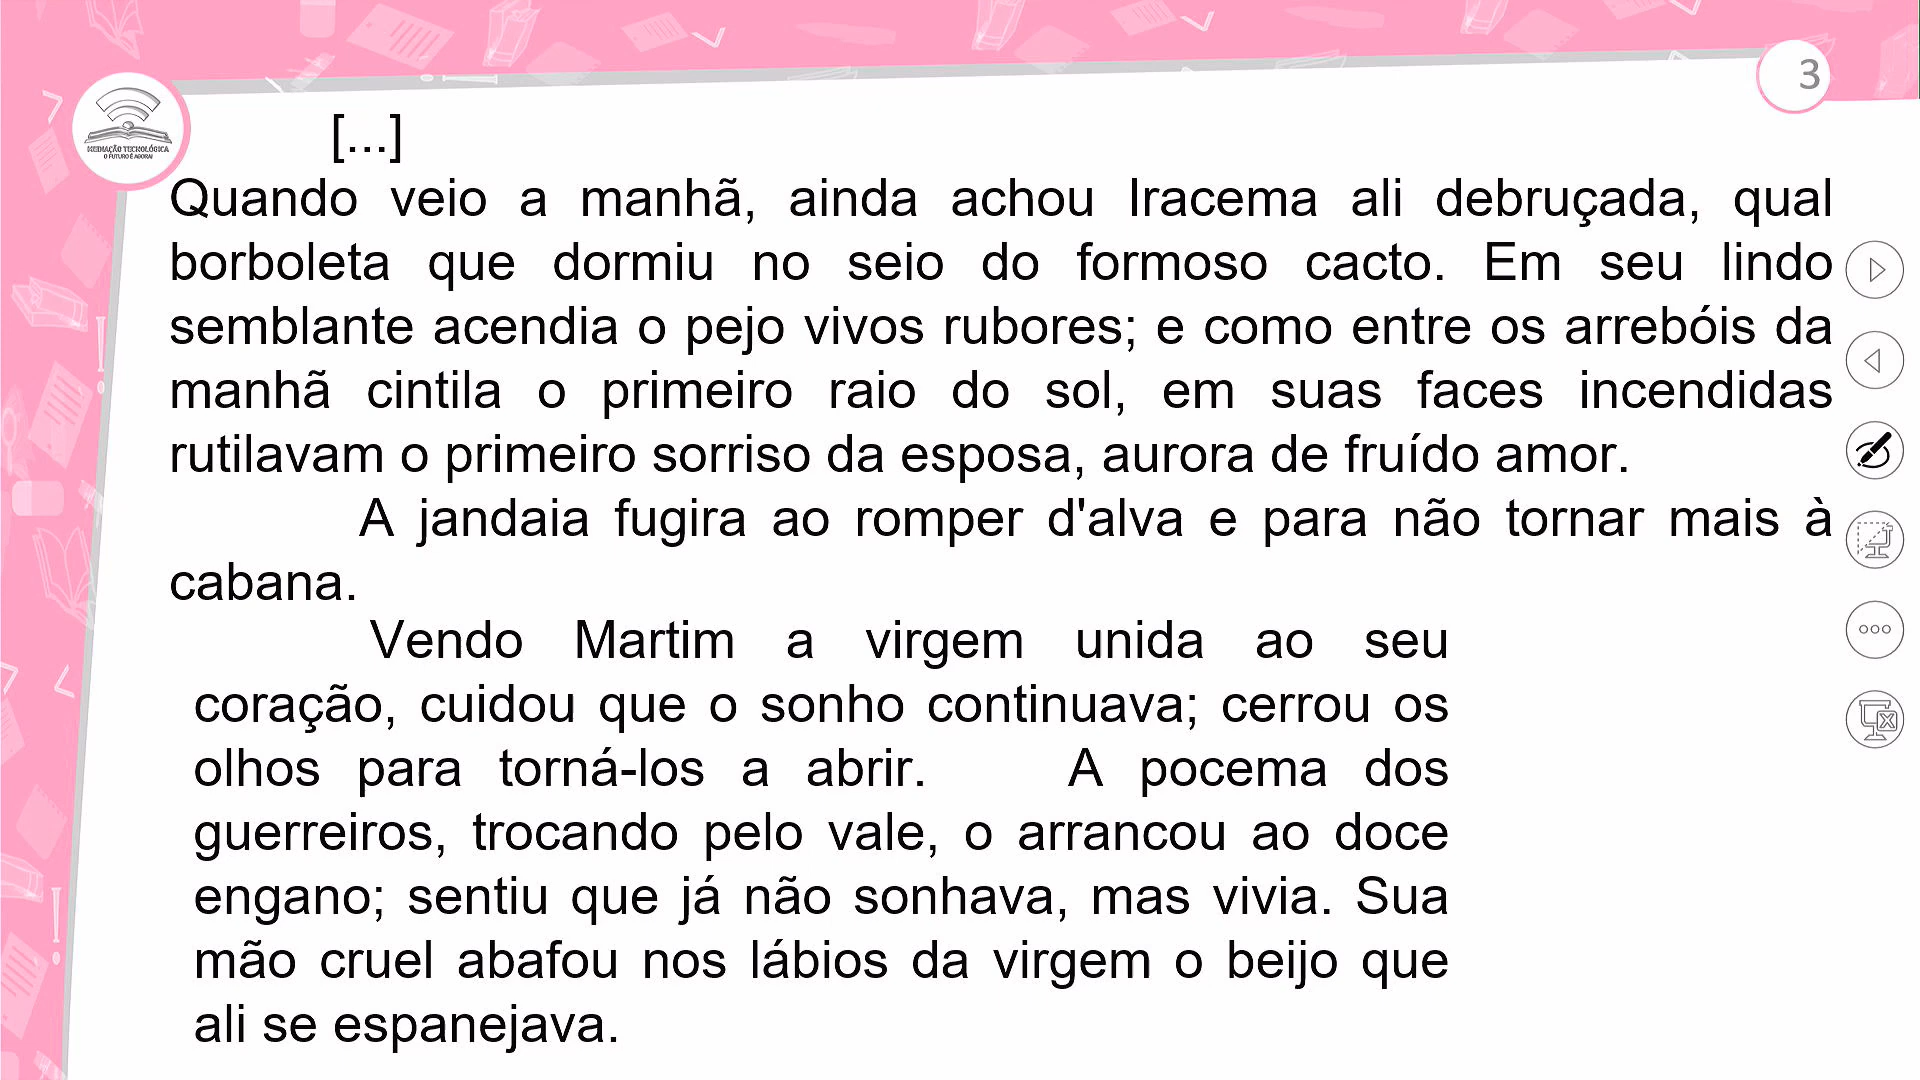 3
MEDIAÇÃO TECNOLÓGICA
O FUTURO É AGORA!
[...]
Quando veio a manhã, ainda achou Iracema ali debruçada, qual
borboleta que dormiu no seio do formoso cacto. Em seu lindo
semblante acendia o pejo vivos rubores; e como entre os arrebóis da
manhã cintila o primeiro raio do sol, em suas faces incendidas
rutilavam o primeiro sorriso da esposa, aurora de fruído amor.
A jandaia fugira ao romper d'alva e para não tornar mais à
cabana.
Vendo Martim a virgem unida ao seu
coração, cuidou que o sonho continuava; cerrou os
olhos para torná-los a abrir. A pocema dos
guerreiros, trocando pelo vale, o arrancou ao doce
engano; sentiu que já não sonhava, mas vivia. Sua
mão cruel abafou nos lábios da virgem o beijo que
ali se espanejava.